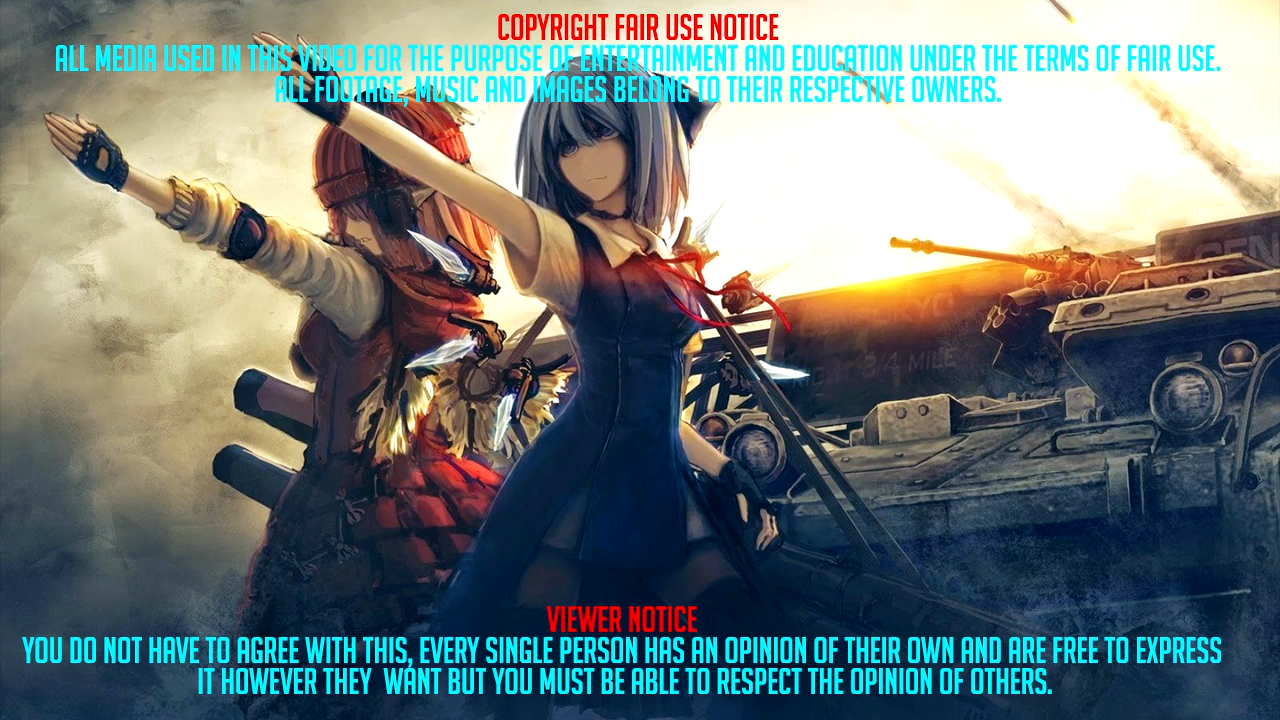 COPYRIGHT FAIR USE NOTICE
ALL MEDIA USED IN THIS VIDEO FOR THE PURPOSE OF ENTERTAINMENT AND EDUCATION UNDER THE TERMS OF FAIR USE.
ALL FOOTAGE, MUSIC AND IMAGES BELONG TO THEIR RESPECTIVE OWNERS.
3/4 MILE
VIEWER NOTICE
YOU DO NOT HAVE TO AGREE WITH THIS, EVERY SINGLE PERSON HAS AN OPINION OF THEIR OWN AND ARE FREE TO EXPRESS
IT HOWEVER THEY WANT BUT YOU MUST BE ABLE TO RESPECT THE OPINION OF OTHERS.